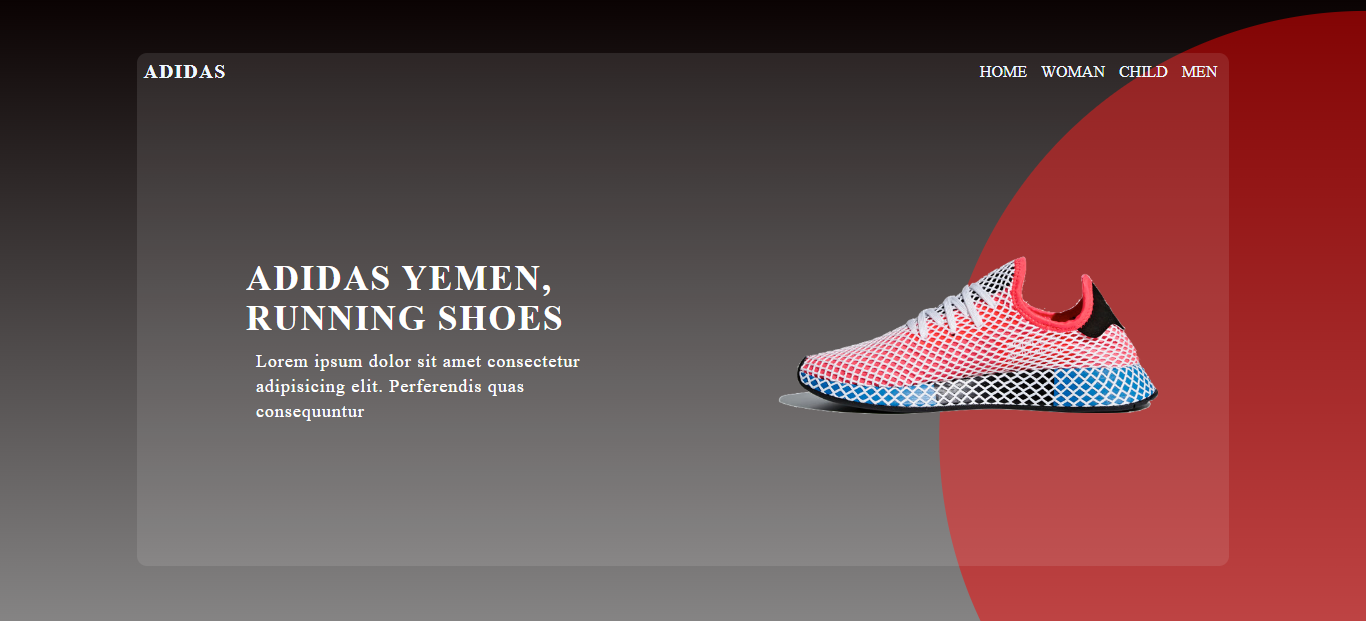 ADIDAS
HOME WOMAN CHILD MEN
ADIDAS YEMEN,
RUNNING SHOES
Lorem ipsum dolor sit amet consectetur
adipisicing elit. Perferendis quas
consequuntur